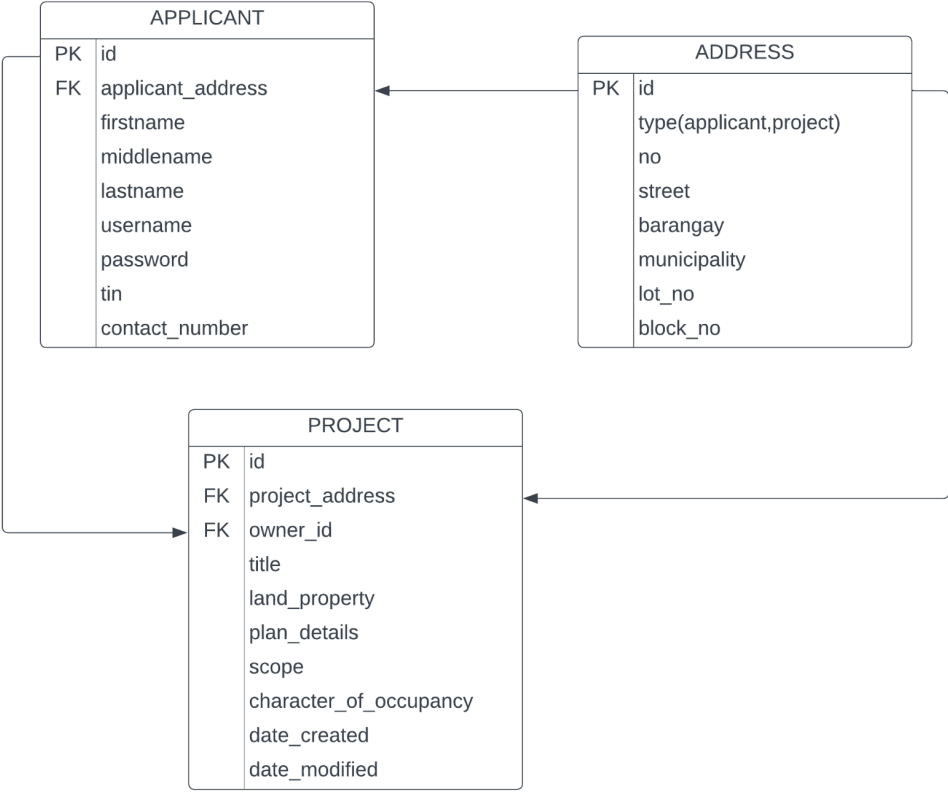 APPLICANT
PK id
FK applicant_address
firstname
middlename
lastname
username
password
tin
contact_number
ADDRESS
PK id
type(applicant,project)
no
street
barangay
municipality
lot_no
block_no
PROJECT
PK id
FK project_address
FK owner_id
title
land_property
plan_details
scope
character_of_occupancy
date_created
date_modified